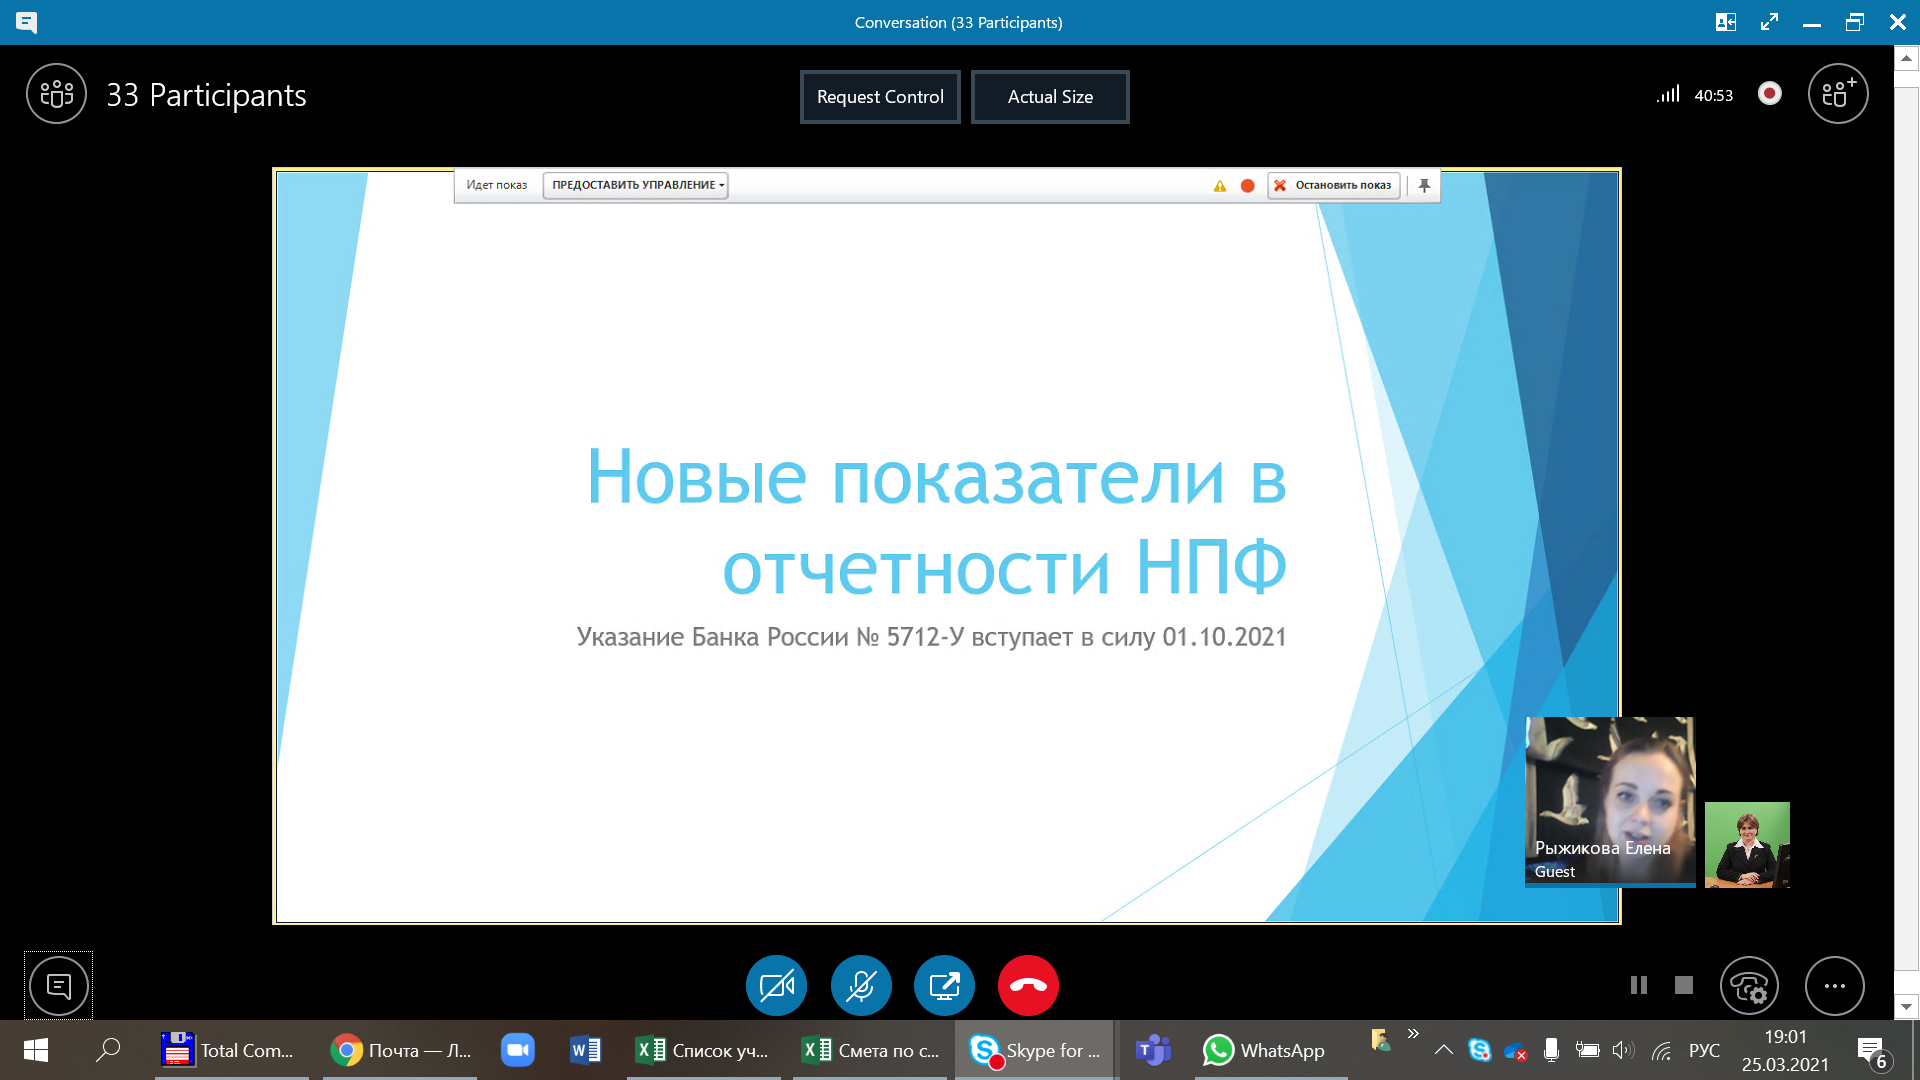 Conversation (33 Participants)
33 Participants
Request Control
Actual Size
40:53
Идет показ
ПРЕДОСТАВИТЬ УПРАВЛЕНИЕ
Остановить показ
Новые показатели в
отчетности НПФ
Указание Банка России № 5712-У вступает в силу 01.10.2021
Рыжикова Елена
Guest
Total Com...
Почта — Л...
Список уч...
Смета по с...
Skype for ...
WhatsApp
РУС
19:01
25.03.2021
6